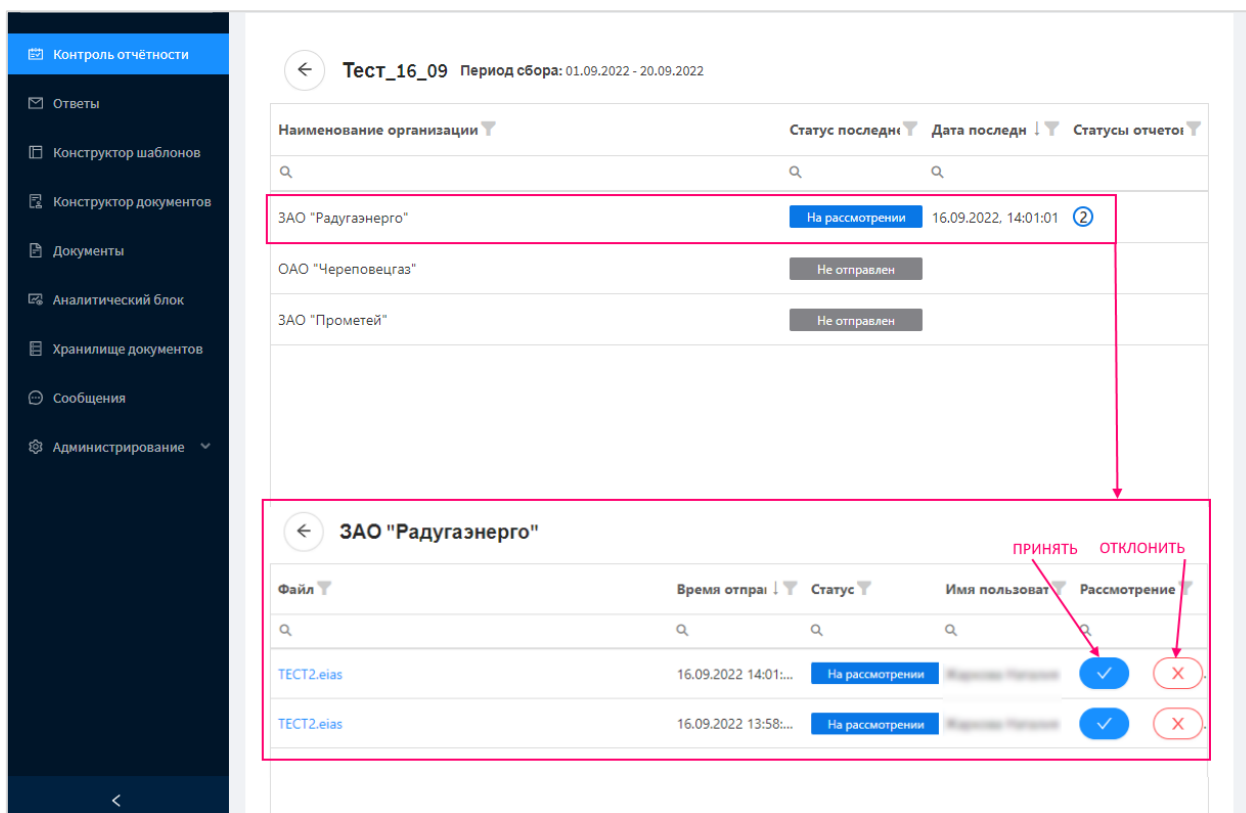 Контроль отчётности
Ответы
Конструктор шаблонов
Конструктор документов
Документы
Аналитический блок
Хранилище документов
Сообщения
Администрирование
Тест_16_09 Период сбора: 01.09.2022 - 20.09.2022
Наименование организации Статус последне Дата последн Статусы отчетов
ЗАО "Радугаэнерго" На рассмотрении 16.09.2022, 14:01:01 2
ОАО "Череповецгаз" Не отправлен
ЗАО "Прометей" Не отправлен
ЗАО "Радугаэнерго"
ПРИНЯТЬ ОТКЛОНИТЬ
Файл Время отправ Статус Имя пользоват Рассмотрение
ТЕСТ2.eias 16.09.2022 14:01:... На рассмотрении
ТЕСТ2.eias 16.09.2022 13:58:... На рассмотрении